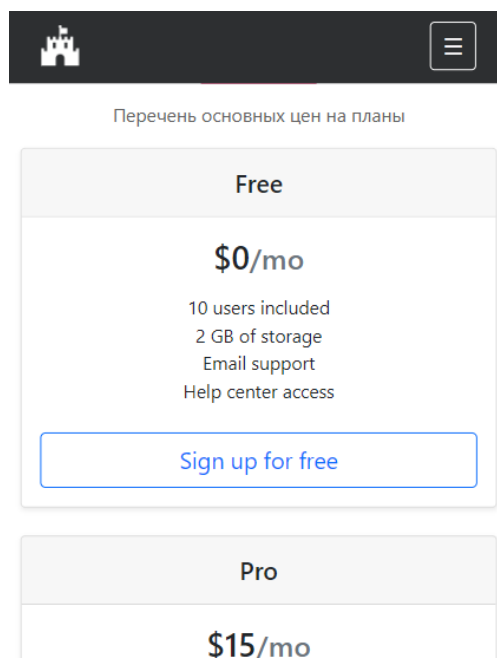 Перечень основных цен на планы
Free
$0/mo
10 users included
2 GB of storage
Email support
Help center access
Sign up for free
Pro
$15/mo